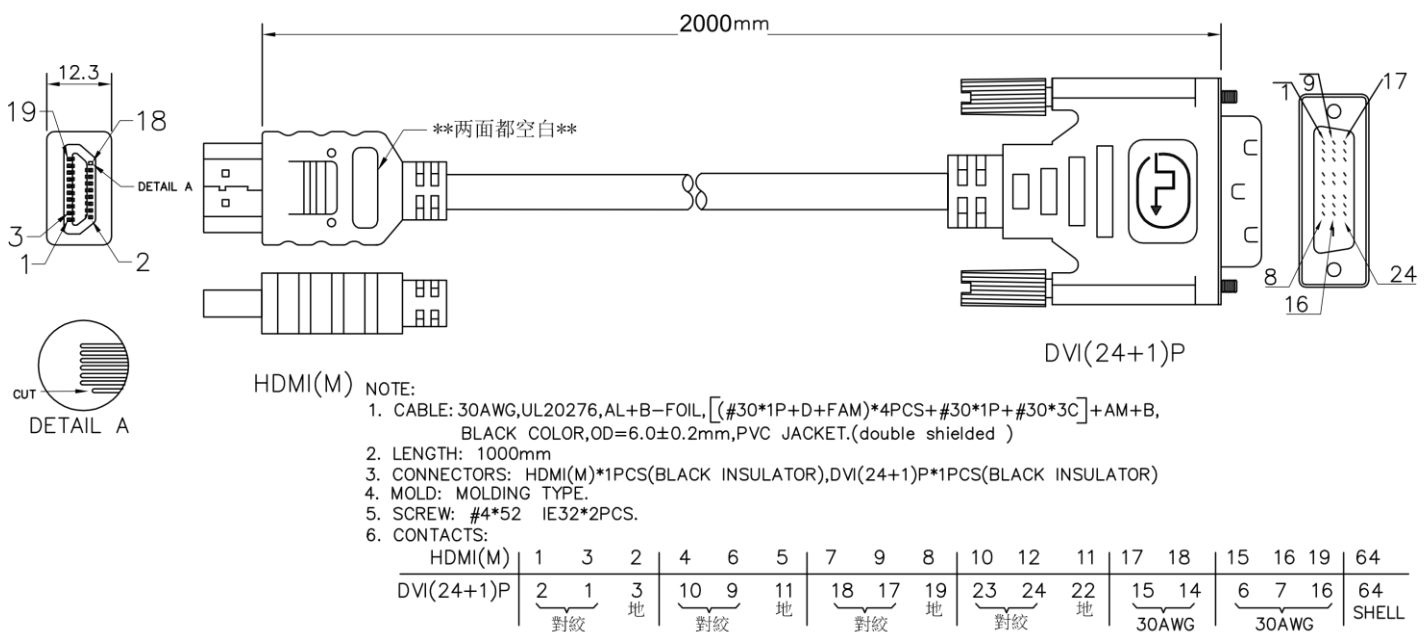 2000mm
12.3
19
18
DETAIL A
3
1
2
**两面都空白**
1
9
17
8
16
24
CUT
DETAIL A
HDMI(M)
DVI(24+1)P
NOTE:
1. CABLE: 30AWG,UL20276,AL+B-FOIL,[(#30*1P+D+FAM)*4PCS+#30*1P+#30*3C]+AM+B,
BLACK COLOR,OD=6.0±0.2mm,PVC JACKET.(double shielded )
2. LENGTH: 1000mm
3. CONNECTORS: HDMI(M)*1PCS(BLACK INSULATOR),DVI(24+1)P*1PCS(BLACK INSULATOR)
4. MOLD: MOLDING TYPE.
5. SCREW: #4*52 IE32*2PCS.
6. CONTACTS:
HDMI(M) 1 3 2 4 6 5 7 9 8 10 12 11 17 18 15 16 19 64
DVI(24+1)P 2 1 3 10 9 11 18 17 19 23 24 22 15 14 6 7 16 64
對絞 地 對絞 地 對絞 地 對絞 地 30AWG 30AWG SHELL